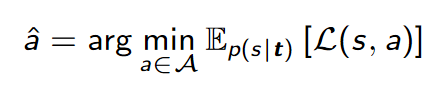 â = arg min_{a∈𝒜} 𝔼_{p(s|𝒕)} [ℒ(s, a)]